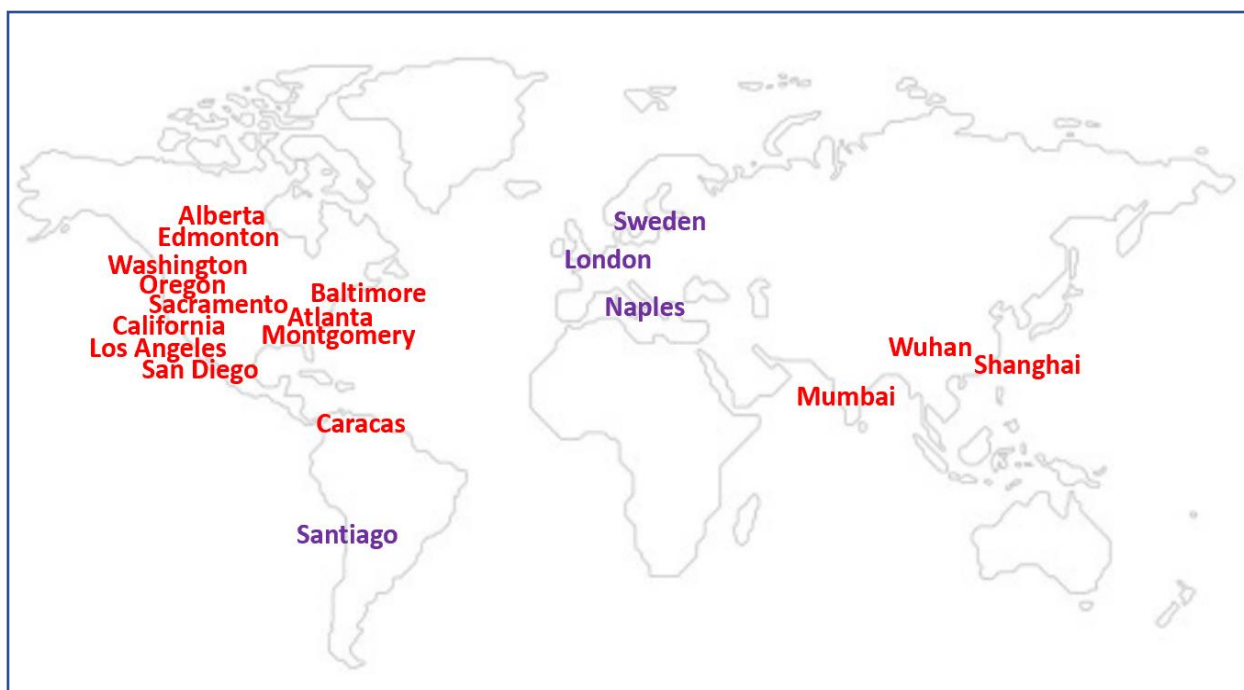 Alberta
Edmonton
Washington
Oregon
Sacramento
California
Los Angeles
San Diego
Baltimore
Atlanta
Montgomery
Caracas
Santiago
Sweden
London
Naples
Wuhan
Shanghai
Mumbai